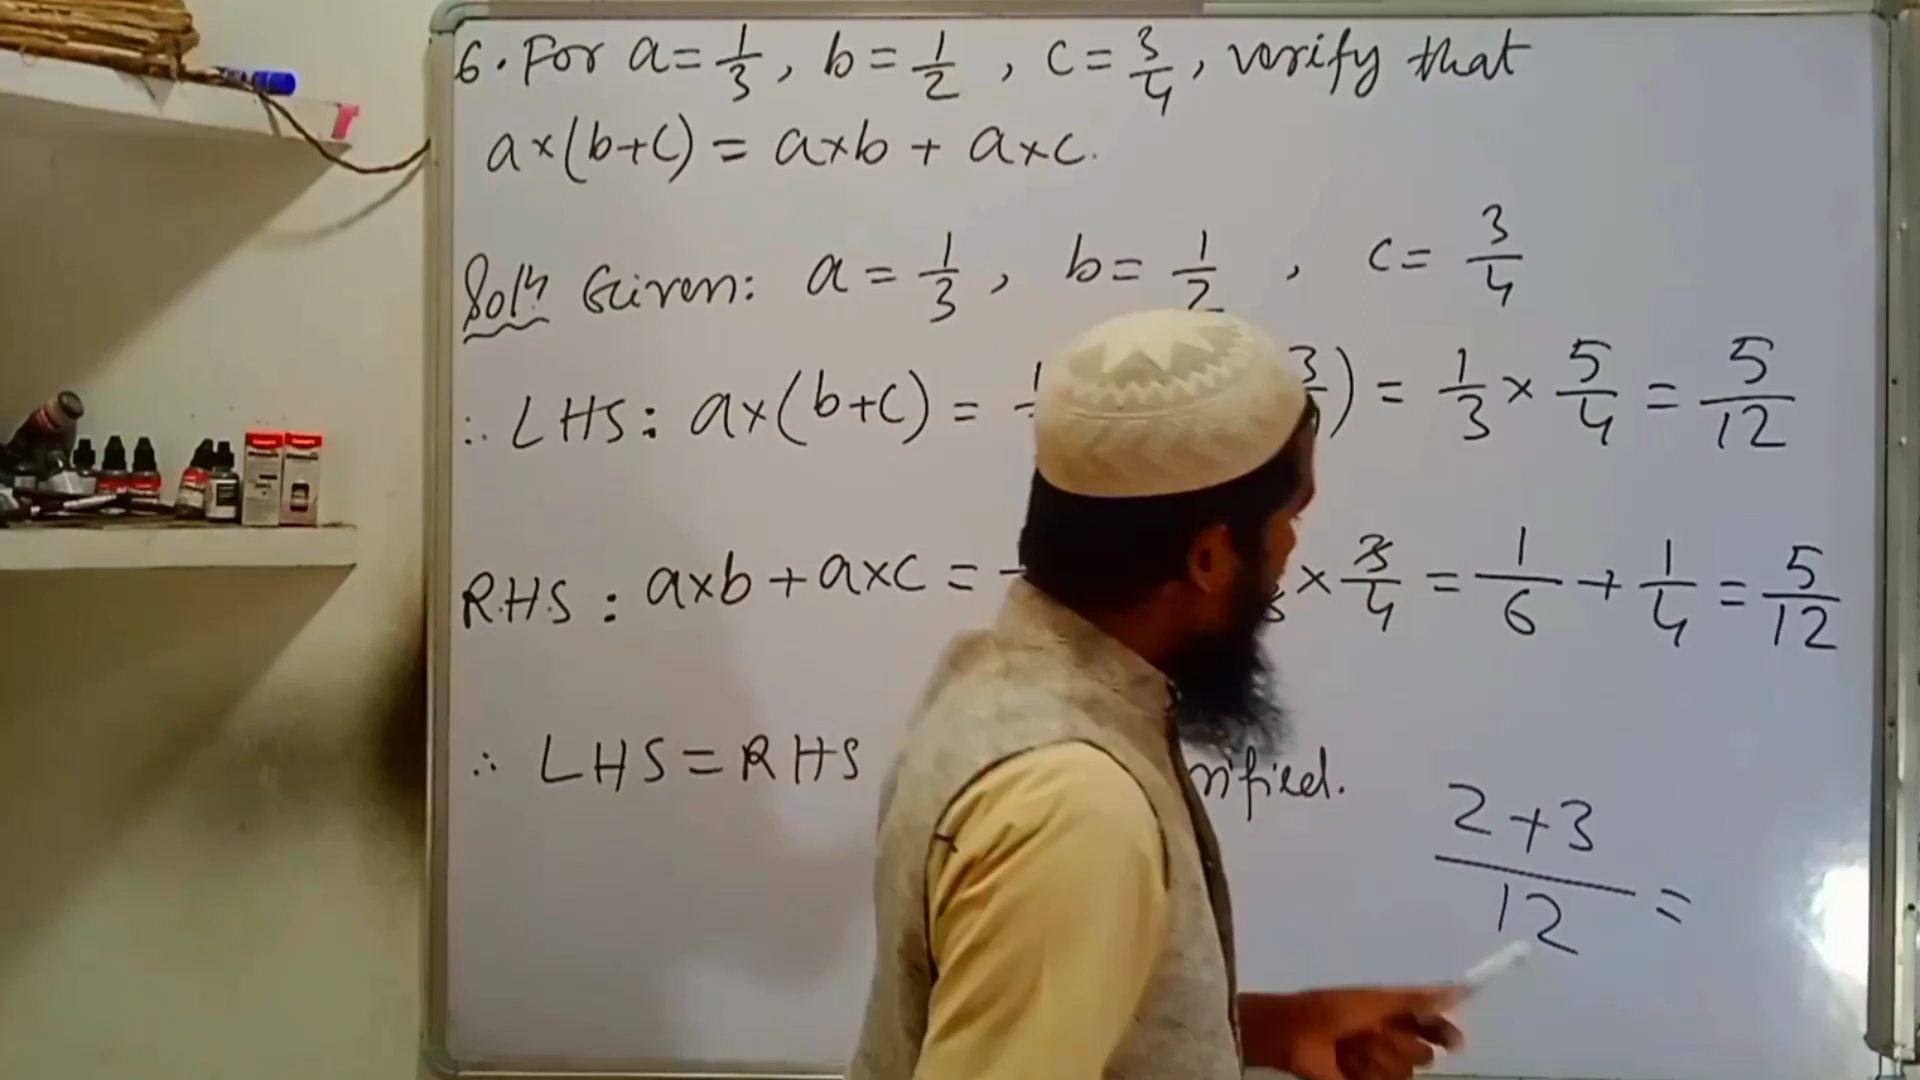 6. For a = 1/3, b = 1/2, c = 3/4, verify that
a×(b+c) = a×b + a×c.
Soln Given: a = 1/3, b = 1/2, c = 3/4
∴ LHS: a×(b+c) = 3) = 1/3 × 5/4 = 5/12
RHS: a×b + a×c = × 3/4 = 1/6 + 1/4 = 5/12
∴ LHS = RHS rified.
2+3/12 =